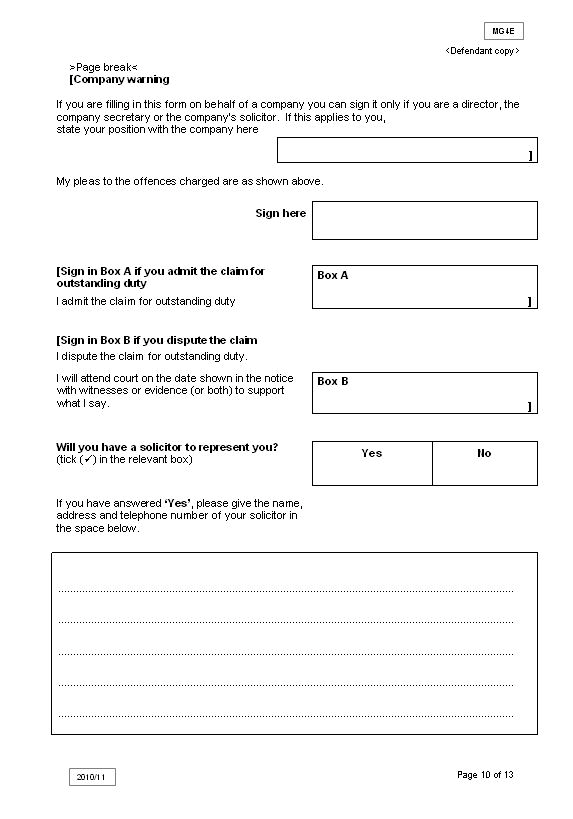 MG4E
<Defendant copy>
>Page break<
[Company warning
If you are filling in this form on behalf of a company you can sign it only if you are a director, the
company secretary or the company's solicitor.  If this applies to you,
state your position with the company here
]
My pleas to the offences charged are as shown above.
Sign here
[Sign in Box A if you admit the claim for
outstanding duty
Box A
I admit the claim for outstanding duty
]
[Sign in Box B if you dispute the claim
I dispute the claim for outstanding duty.
I will attend court on the date shown in the notice
with witnesses or evidence (or both) to support
what I say.
Box B
]
Will you have a solicitor to represent you?
(tick (✓) in the relevant box)
Yes
No
If you have answered ‘Yes’, please give the name,
address and telephone number of your solicitor in
the space below.
2010/11
Page 10 of 13